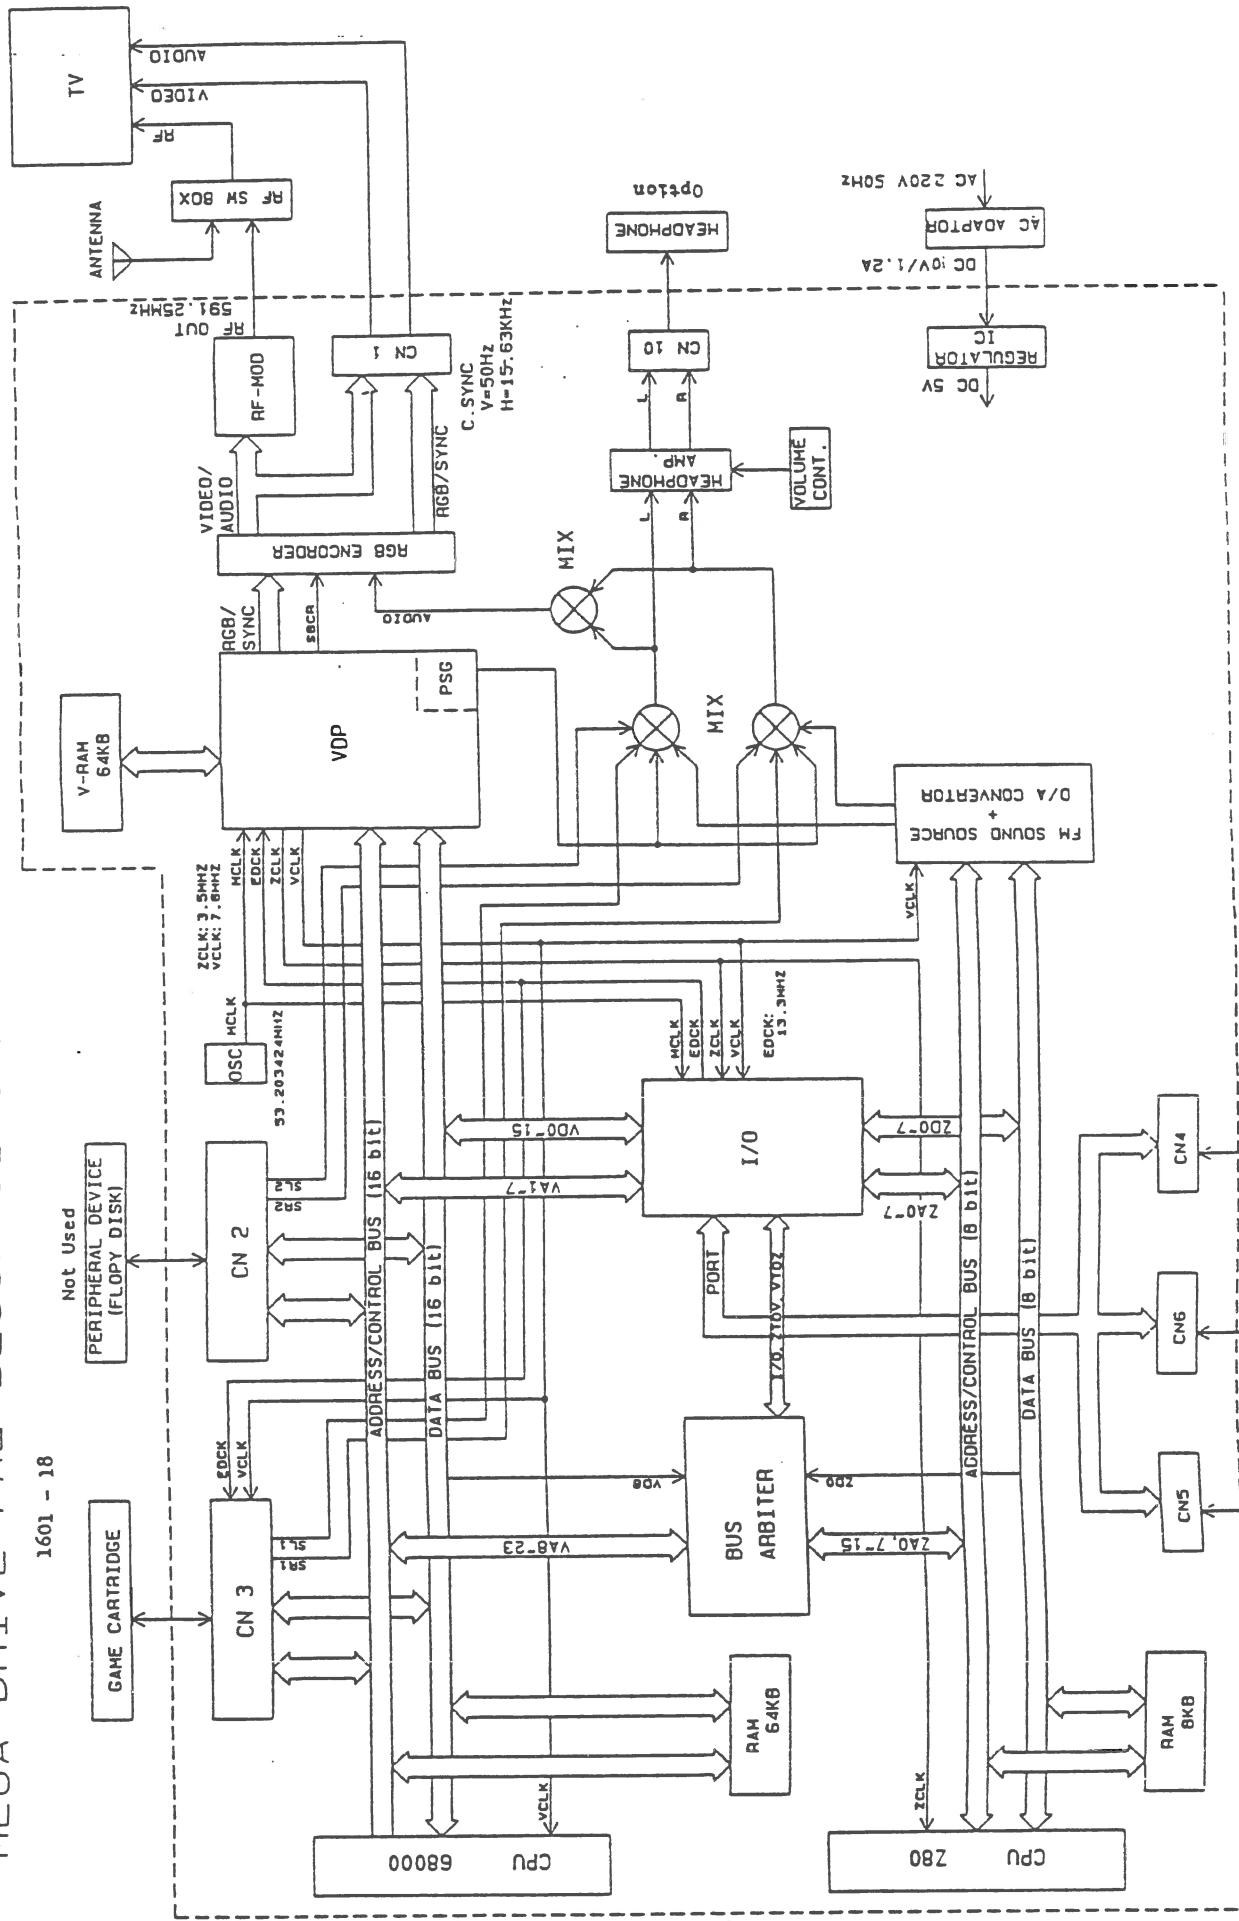 1601 - 18
GAME CARTRIDGE
Not Used
PERIPHERAL DEVICE
(FLOPY DISK)
V-RAM
64KB
ANTENNA
TV
CN 3
SL1
SR1
EDCK
VCLK
CN 2
SL2
SR2
OSC
MCLK
53.203424MHZ
ZCLK: 3.5MHZ
VCLK: 7.6MHZ
MCLK
EDCK
ZCLK
VCLK
VDP
PSG
RGB/
SYNC
SBCR
AUDIO
RGB ENCORDER
VIDEO/
AUDIO
RGB/SYNC
RF-MOD
RF OUT
591.25MHz
CN 1
C.SYNC
V=50Hz
H=15.63KHz
RF SW
BOX
RF
VIDEO
AUDIO
ADDRESS/CONTROL BUS (16 bit)
DATA BUS (16 bit)
CPU 68000
VCLK
RAM
64KB
VA8~23
VD8
BUS
ARBITER
ZA0,7~15
ZD0
I/O, ZTOV, VTOZ
PORT
VA1~7
VD0~15
I/O
MCLK
EDCK
ZCLK
VCLK
EDCK:
13.3MHZ
ZA0~7
ZD0~7
MIX
MIX
L
R
HEADPHONE
AMP.
VOLUME
CONT.
L
R
CN 10
HEADPHONE
Option
VCLK
FM SOUND SOURCE
+
D/A CONVERTOR
AC 220V 50Hz
AC ADAPTOR
DC 10V/1.2A
REGULATOR
IC
DC 5V
CPU Z80
ZCLK
ADDRESS/CONTROL BUS (8 bit)
DATA BUS (8 bit)
RAM
8KB
CN5
CN6
CN4